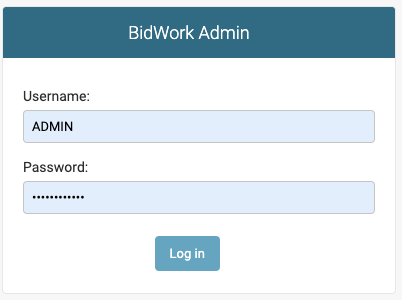 BidWork Admin
Username:
ADMIN
Password:
••••••••••••
Log in